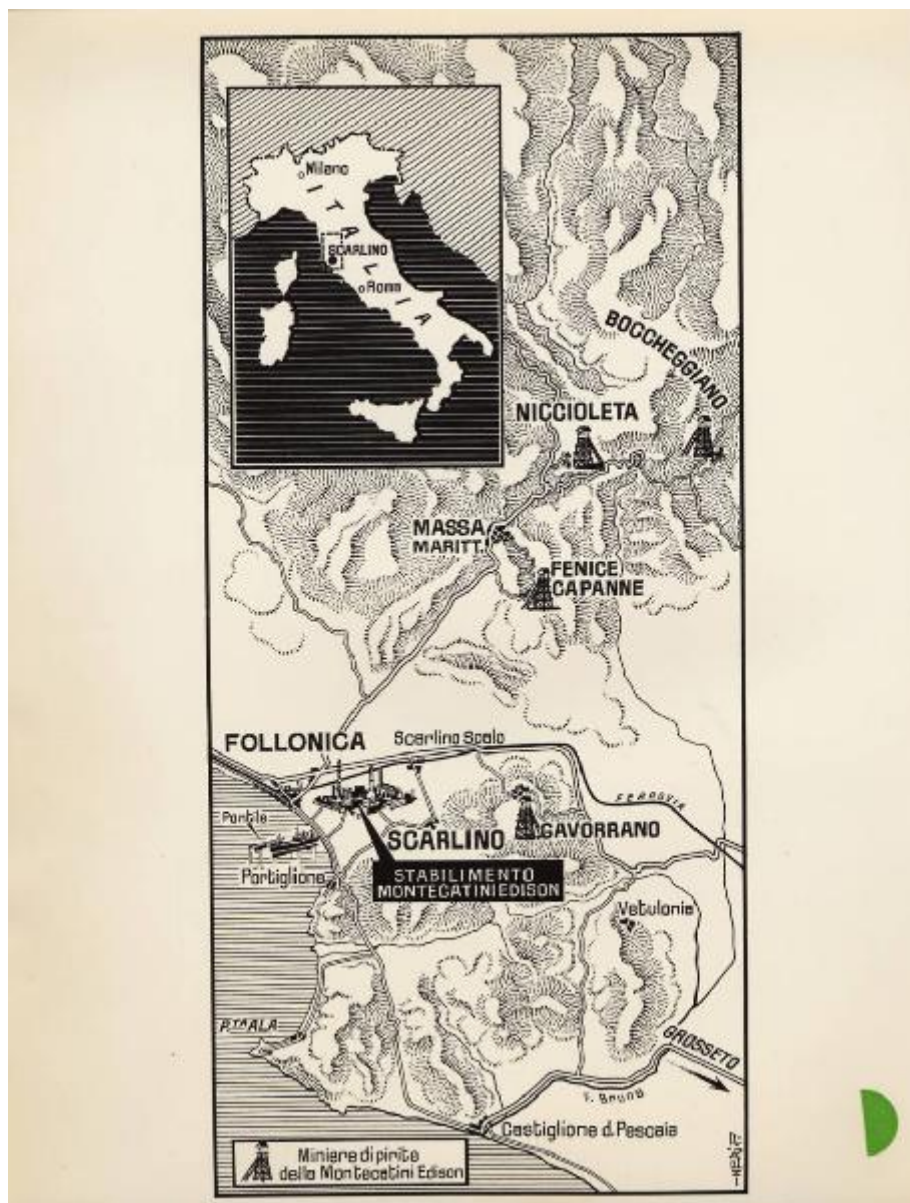 Milano
ITALIA
SCARLINO
Roma
BOCCHEGGIANO
NICCIOLETA
MASSA
MARITT.
FENICE
CAPANNE
FOLLONICA
Scarlino Scalo
FERROVIA
Pontile
SCARLINO
GAVORRANO
Portiglione
STABILIMENTO
MONTECATINI EDISON
Vetulonia
P.TA ALA
GROSSETO
F. Bruna
Castiglione d. Pescaia
Miniere di pirite
della Montecatini Edison